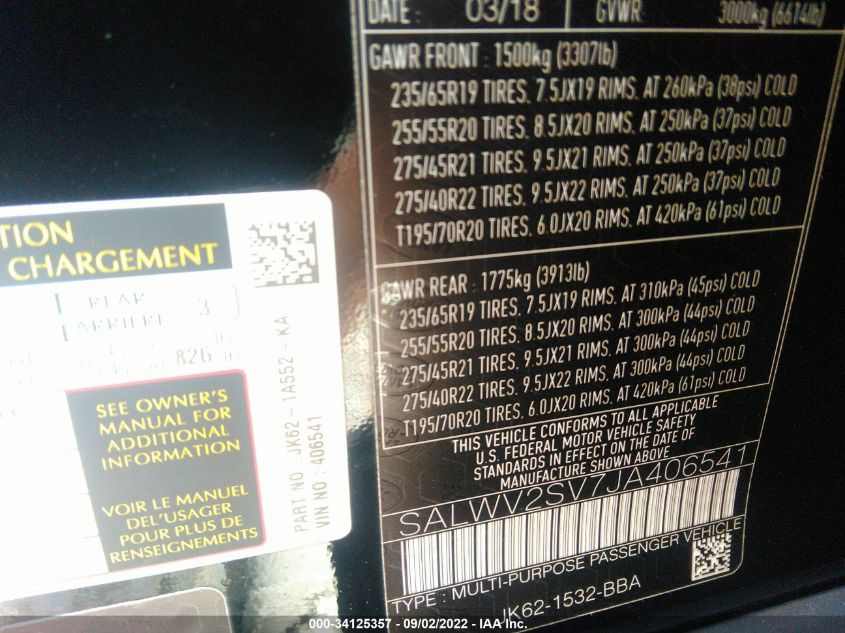 DATE: 03/18 GVWR: 3000kg (6614lb)
GAWR FRONT: 1500kg (3307lb)
235/65R19 TIRES, 7.5JX19 RIMS, AT 260kPa (38psi) COLD
255/55R20 TIRES, 8.5JX20 RIMS, AT 250kPa (37psi) COLD
275/45R21 TIRES, 9.5JX21 RIMS, AT 250kPa (37psi) COLD
275/40R22 TIRES, 9.5JX22 RIMS, AT 250kPa (37psi) COLD
T195/70R20 TIRES, 6.0JX20 RIMS, AT 420kPa (61psi) COLD
GAWR REAR: 1775kg (3913lb)
235/65R19 TIRES, 7.5JX19 RIMS, AT 310kPa (45psi) COLD
255/55R20 TIRES, 8.5JX20 RIMS, AT 300kPa (44psi) COLD
275/45R21 TIRES, 9.5JX21 RIMS, AT 300kPa (44psi) COLD
275/40R22 TIRES, 9.5JX22 RIMS, AT 300kPa (44psi) COLD
T195/70R20 TIRES, 6.0JX20 RIMS, AT 420kPa (61psi) COLD
THIS VEHICLE CONFORMS TO ALL APPLICABLE
U.S. FEDERAL MOTOR VEHICLE SAFETY
STANDARDS IN EFFECT ON THE DATE OF
MANUFACTURE SHOWN ABOVE
SALWV2SV7JA406541
TYPE: MULTI-PURPOSE PASSENGER VEHICLE
JK62-1532-BBA
TION
CHARGEMENT
REAR 3
ARRIERE
826
SEE OWNER'S
MANUAL FOR
ADDITIONAL
INFORMATION
VOIR LE MANUEL
DEL'USAGER
POUR PLUS DE
RENSEIGNEMENTS
PART NO: JK62 - 1A552 - KA
VIN NO: 406541
000-34125357 - 09/02/2022 - IAA Inc.